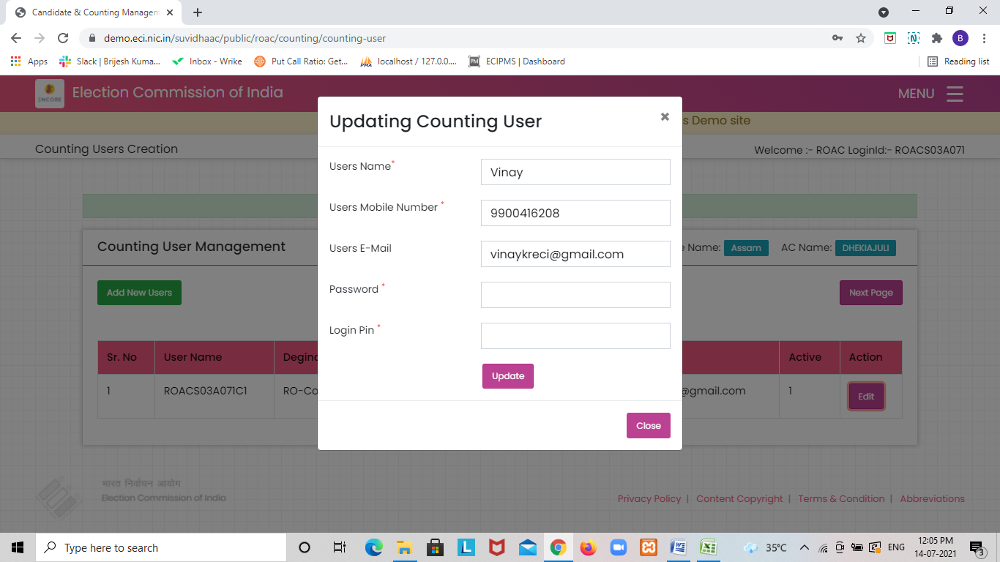 Candidate & Counting Managem
demo.eci.nic.in/suvidhaac/public/roac/counting/counting-user
B
Apps
Slack | Brijesh Kuma...
Inbox - Wrike
Put Call Ratio: Get...
localhost / 127.0.0....
ECIPMS | Dashboard
Reading list
ENCORE
Election Commission of India
MENU
s Demo site
Counting Users Creation
Welcome :- ROAC LoginId:- ROACS03A071
Updating Counting User
Users Name*
Vinay
Users Mobile Number *
9900416208
Users E-Mail
vinaykreci@gmail.com
Password *
Login Pin *
Update
Close
Counting User Management
e Name: Assam AC Name: DHEKIAJULI
Add New Users
Next Page
Sr. No User Name Degina Active Action
1 ROACS03A071C1 RO-Co @gmail.com 1 Edit
भारत निर्वाचन आयोग
Election Commission of India
Privacy Policy | Content Copyright | Terms & Condition | Abbreviations
Type here to search
35°C
ENG
12:05 PM
14-07-2021
3